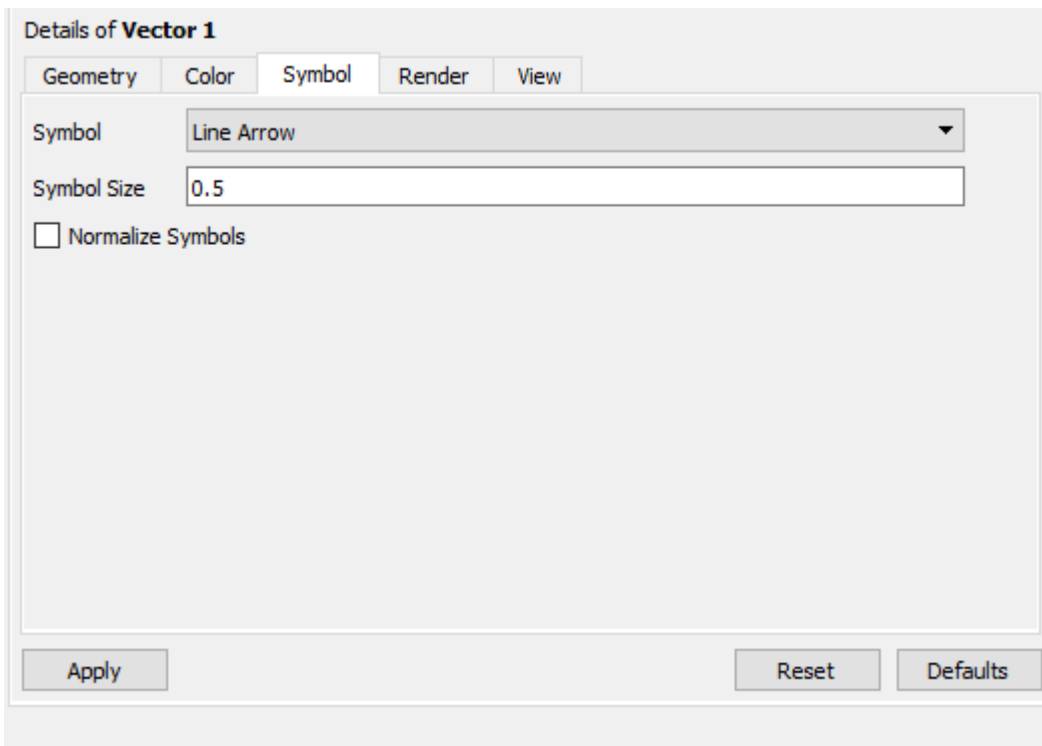 Details of Vector 1
Geometry Color Symbol Render View
Symbol Line Arrow
Symbol Size 0.5
Normalize Symbols
Apply Reset Defaults